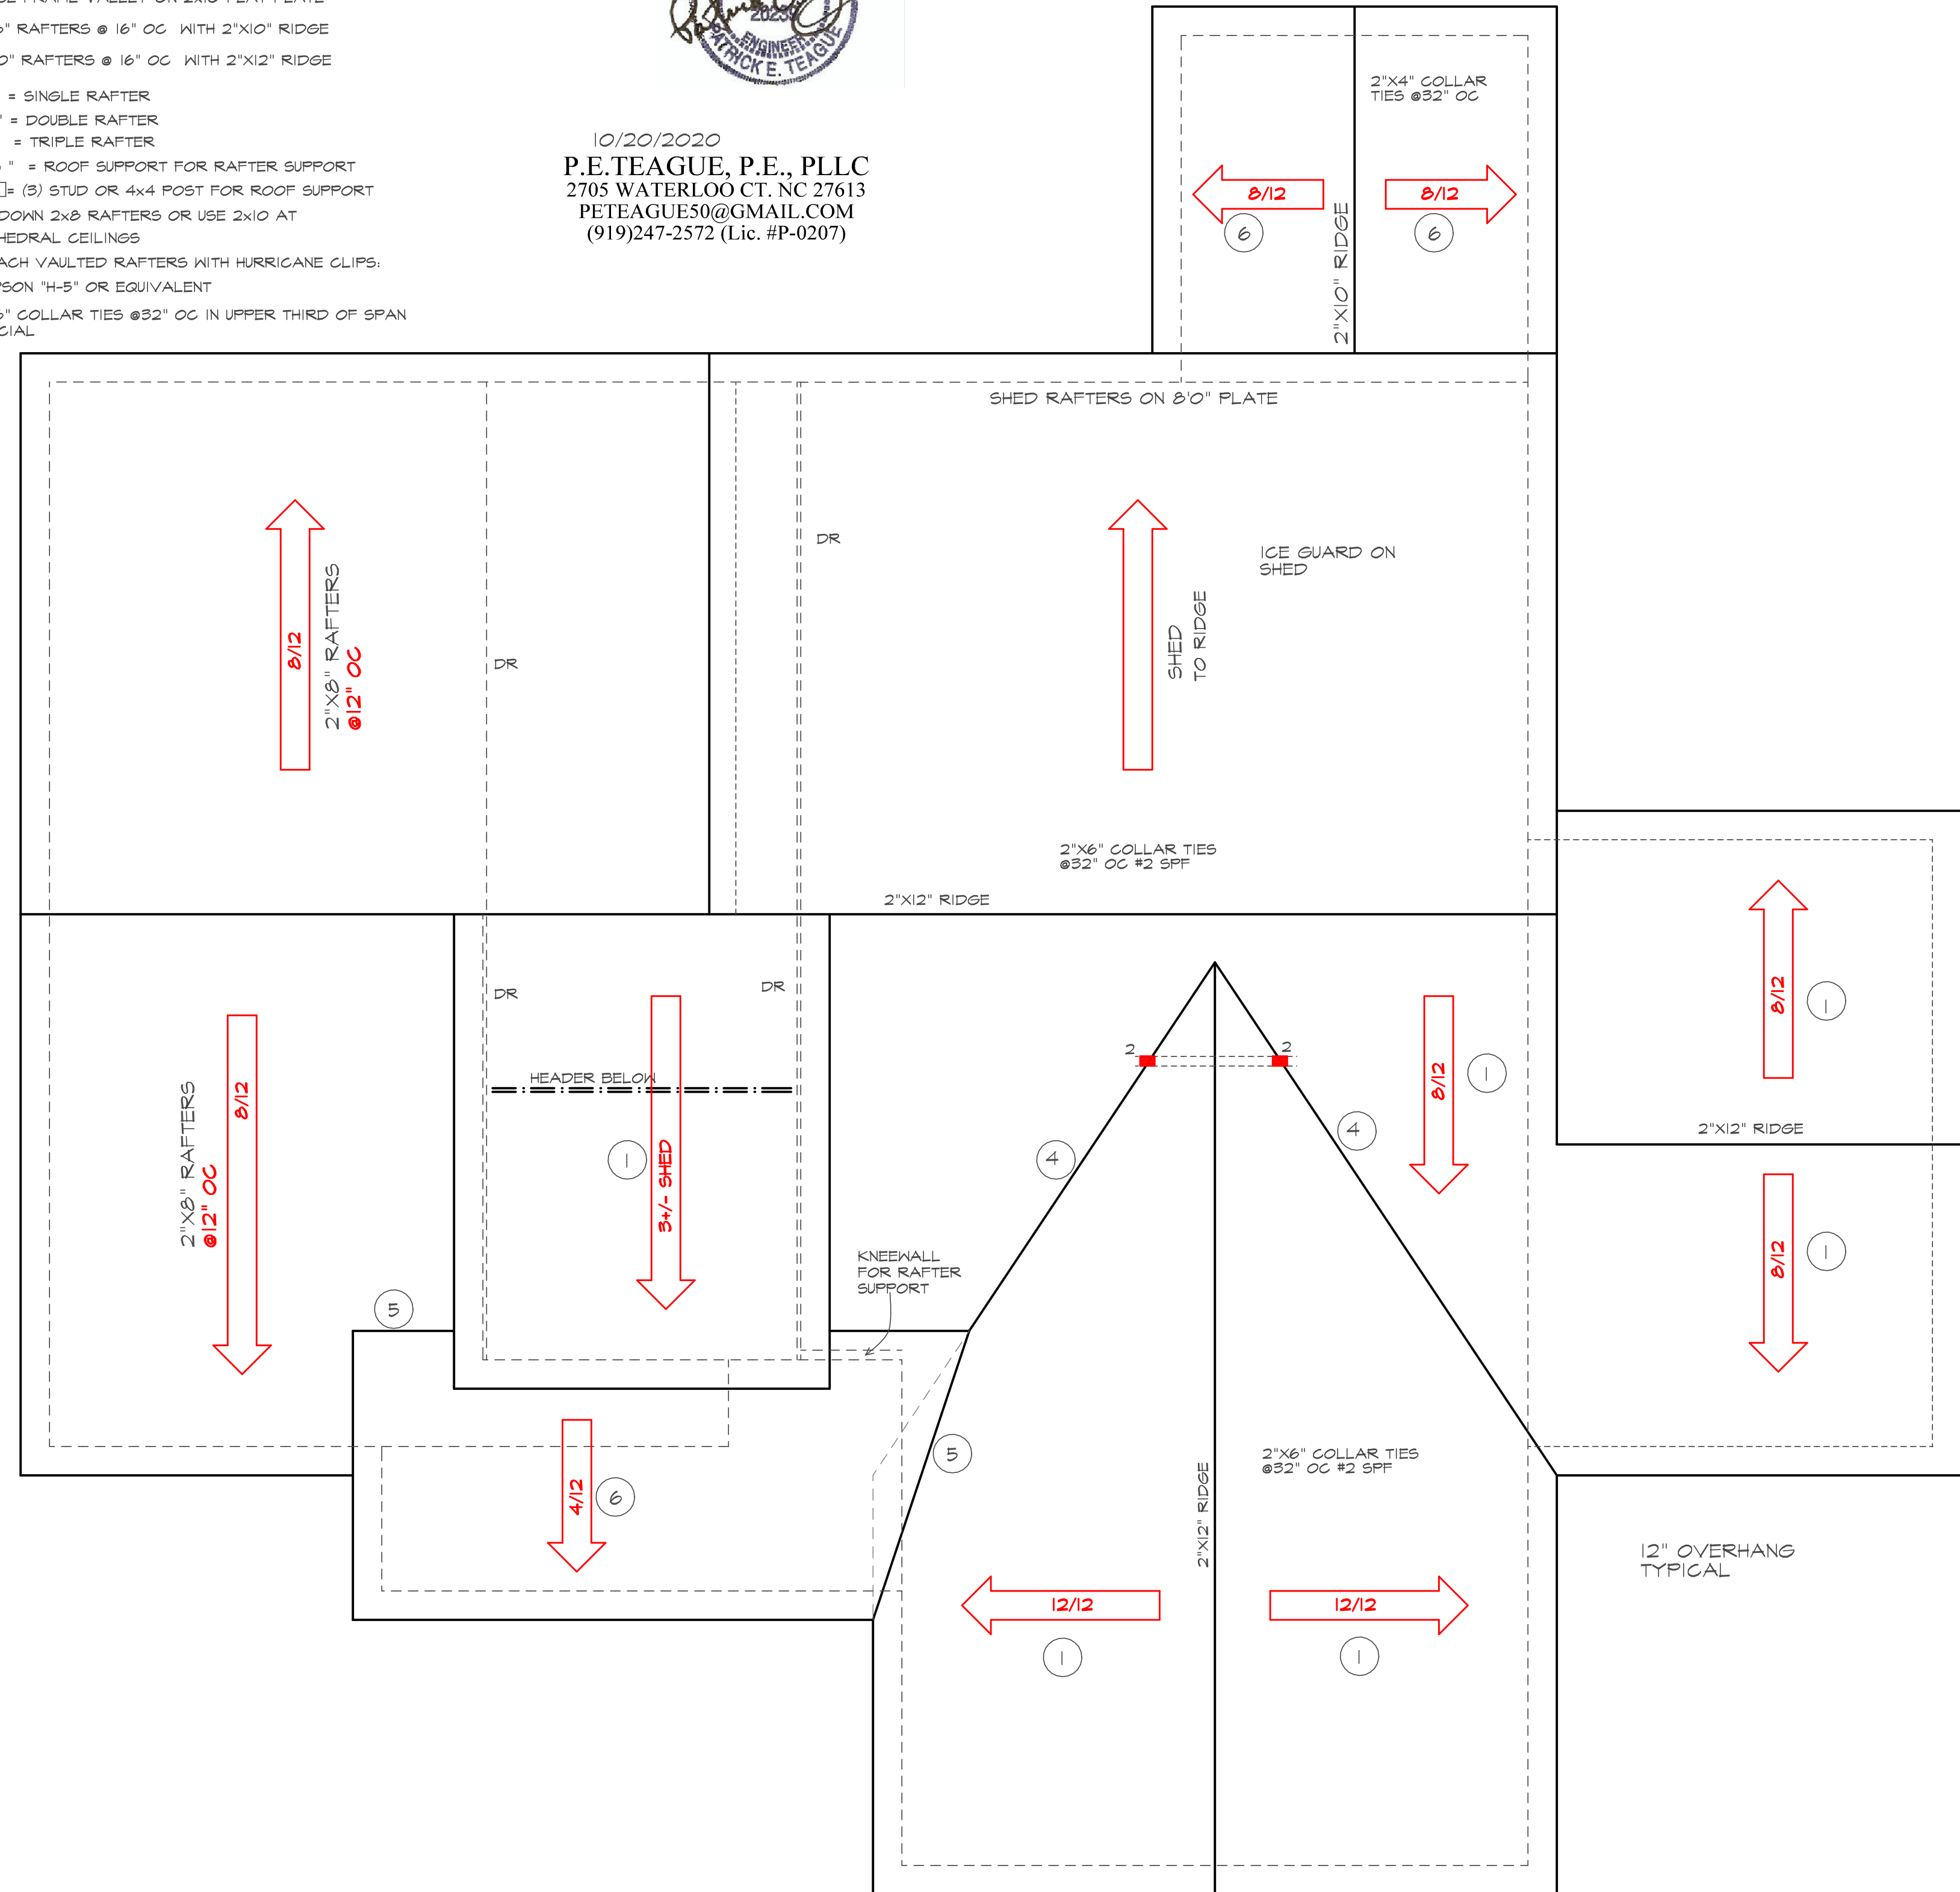 RAFTERS @ 16" OC WITH 2"X10" RIDGE
RAFTERS @ 16" OC WITH 2"X12" RIDGE
= SINGLE RAFTER
" = DOUBLE RAFTER
= TRIPLE RAFTER
" = ROOF SUPPORT FOR RAFTER SUPPORT
= (3) STUD OR 4x4 POST FOR ROOF SUPPORT
DOWN 2x8 RAFTERS OR USE 2x10 AT
HEDRAL CEILINGS
ACH VAULTED RAFTERS WITH HURRICANE CLIPS:
PSON "H-5" OR EQUIVALENT
6" COLLAR TIES @32" OC IN UPPER THIRD OF SPAN
CIAL
ENGINEER
PATRICK E. TEAGUE
10/20/2020
P.E.TEAGUE, P.E., PLLC
2705 WATERLOO CT. NC 27613
PETEAGUE50@GMAIL.COM
(919)247-2572 (Lic. #P-0207)
2"X4" COLLAR
TIES @32" OC
8/12
8/12
6
6
2"X10" RIDGE
SHED RAFTERS ON 8'0" PLATE
8/12
2"X8" RAFTERS
@12" OC
DR
DR
ICE GUARD ON
SHED
SHED
TO RIDGE
2"X6" COLLAR TIES
@32" OC #2 SPF
2"X12" RIDGE
DR
DR
8/12
2"X8" RAFTERS
@12" OC
HEADER BELOW
1
3+/- SHED
2
2
4
4
8/12
1
8/12
1
2"X12" RIDGE
8/12
1
KNEEWALL
FOR RAFTER
SUPPORT
5
5
4/12
6
2"X12" RIDGE
2"X6" COLLAR TIES
@32" OC #2 SPF
12/12
12/12
1
1
12" OVERHANG
TYPICAL